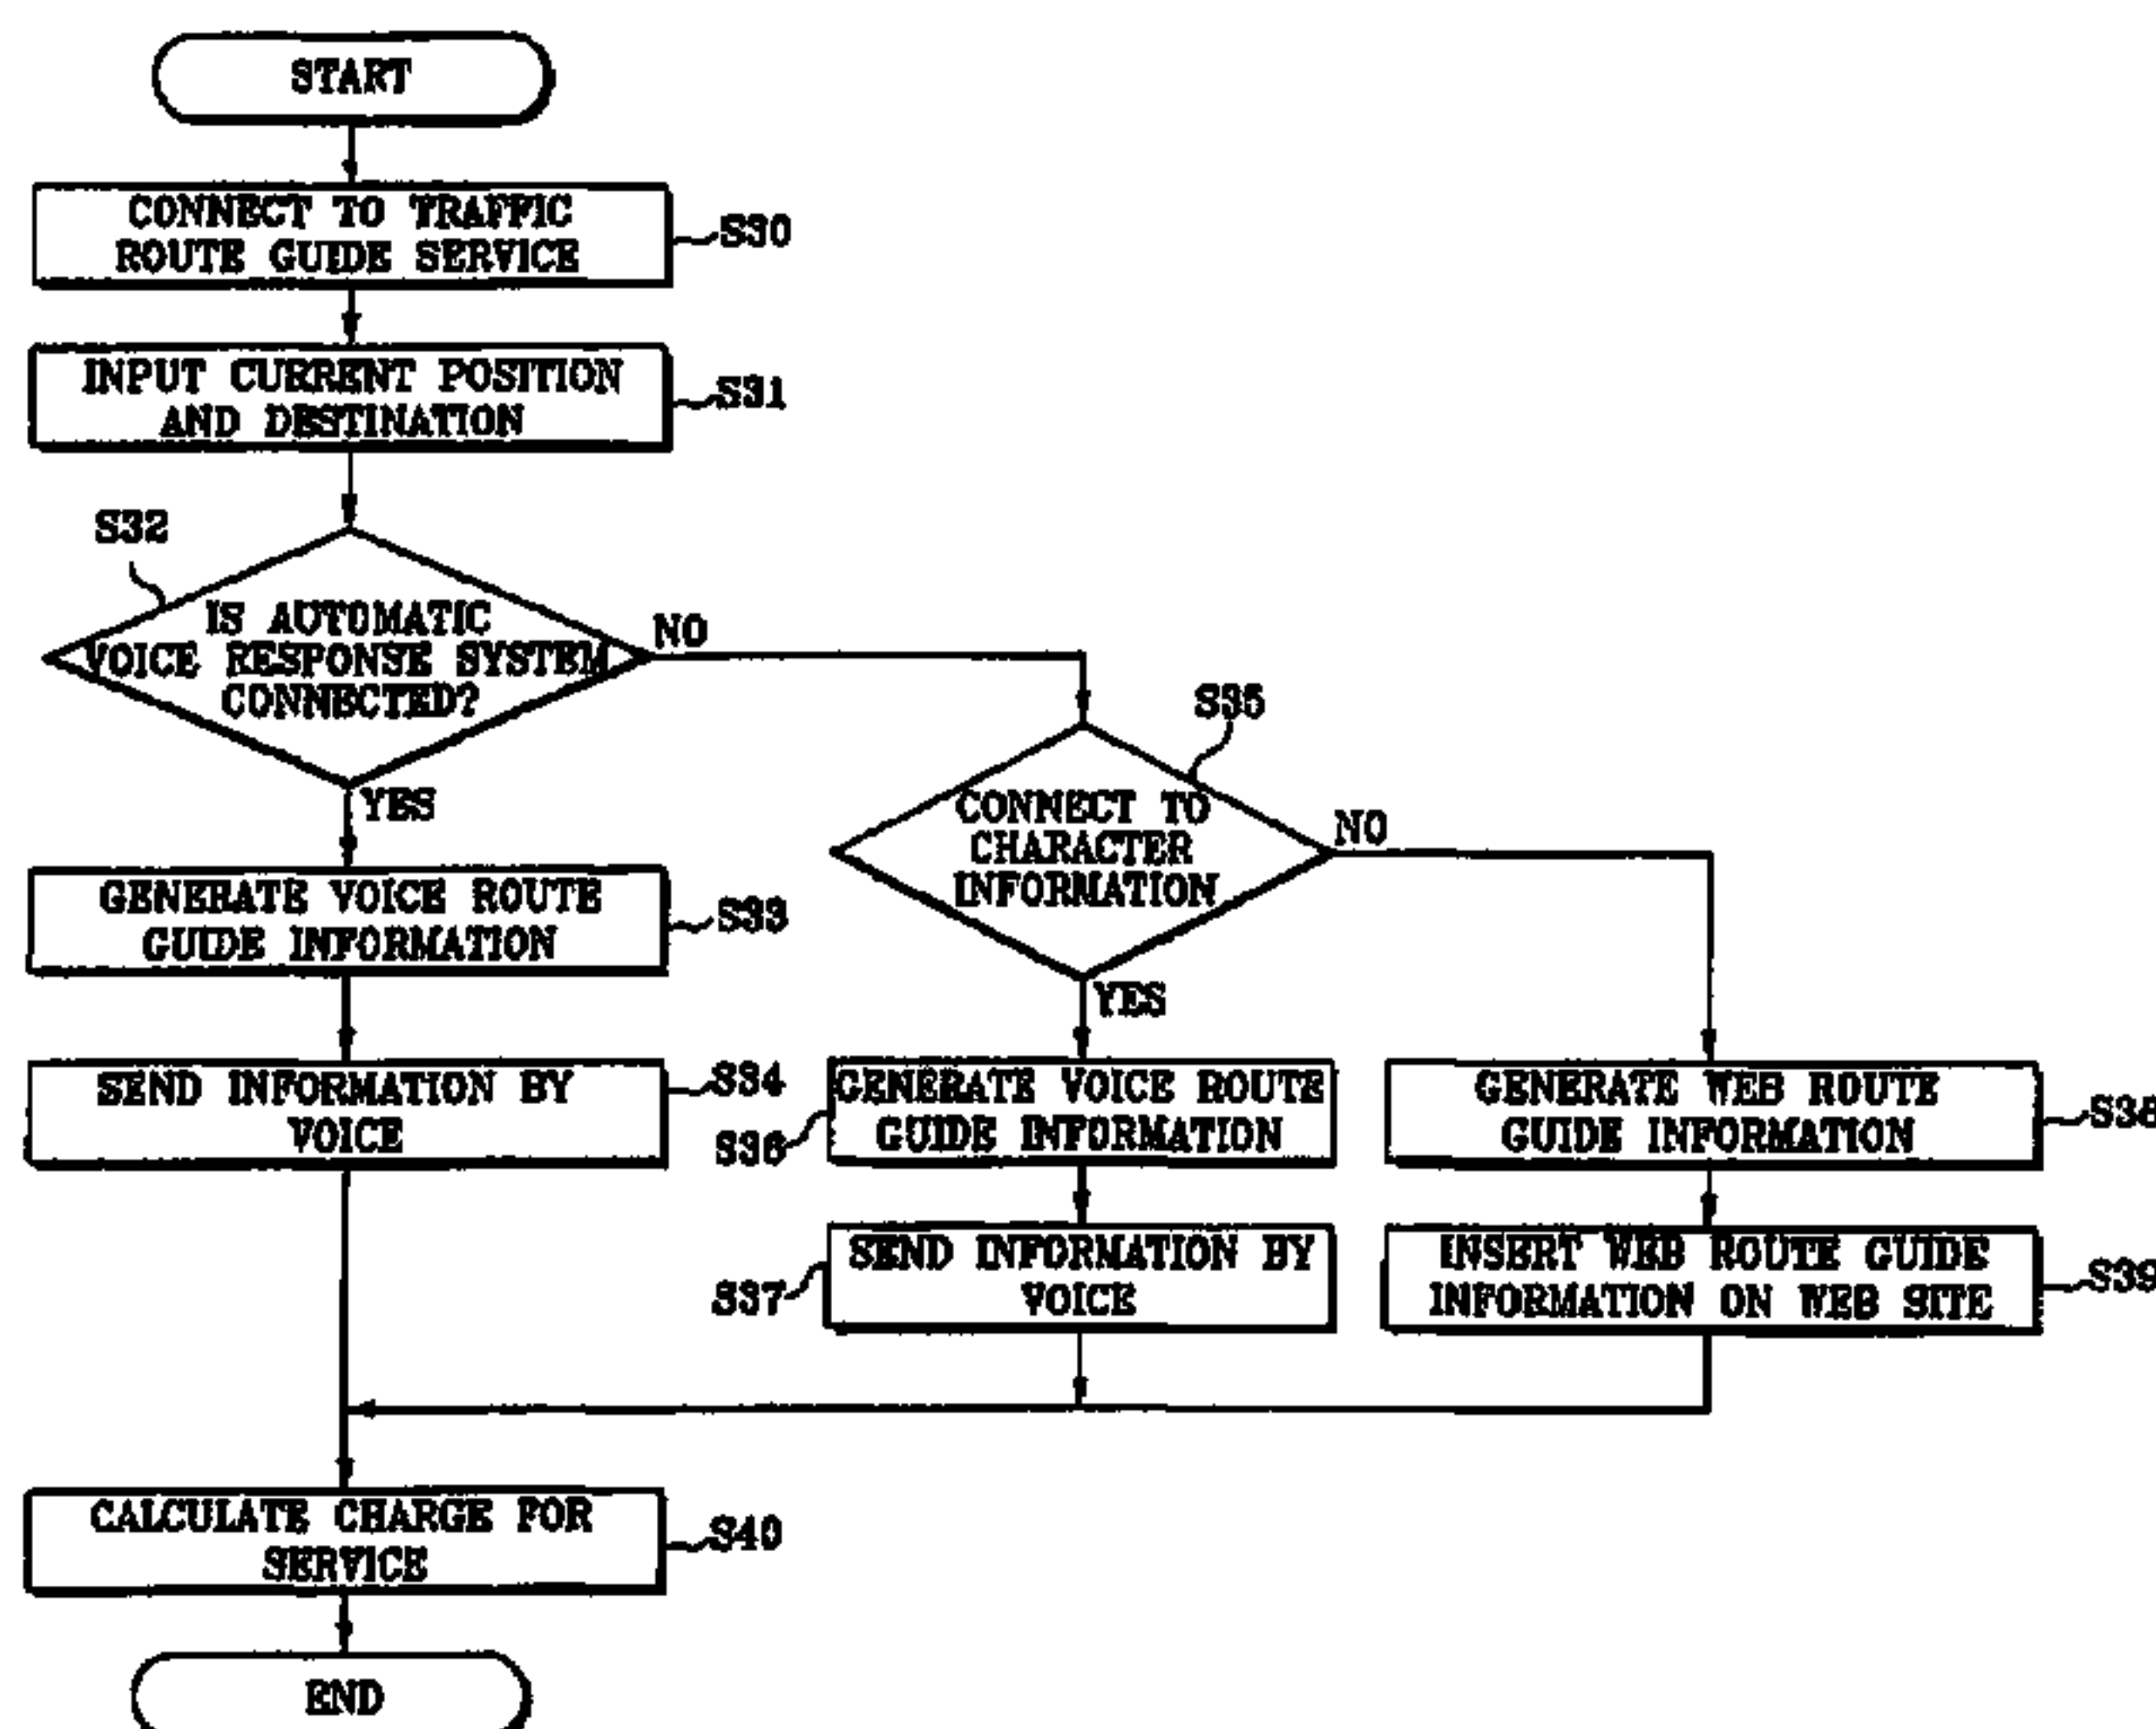 START
CONNECT TO TRAFFIC
ROUTE GUIDE SERVICE
S30
INPUT CURRENT POSITION
AND DESTINATION
S31
S32
IS AUTOMATIC
VOICE RESPONSE SYSTEM
CONNECTED?
NO
YES
S35
CONNECT TO
CHARACTER
INFORMATION
NO
YES
GENERATE VOICE ROUTE
GUIDE INFORMATION
S33
SEND INFORMATION BY
VOICE
S34
GENERATE VOICE ROUTE
GUIDE INFORMATION
S36
GENERATE WEB ROUTE
GUIDE INFORMATION
S38
SEND INFORMATION BY
VOICE
S37
INSERT WEB ROUTE GUIDE
INFORMATION ON WEB SITE
S39
CALCULATE CHARGE FOR
SERVICE
S40
END